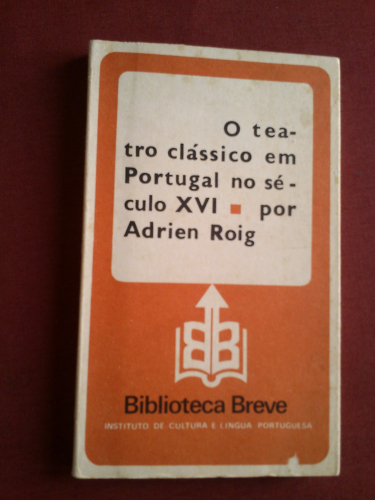 O tea-
tro clássico em
Portugal no sé-
culo XVI ▪ por
Adrien Roig
BB
Biblioteca Breve
INSTITUTO DE CULTURA E LÍNGUA PORTUGUESA